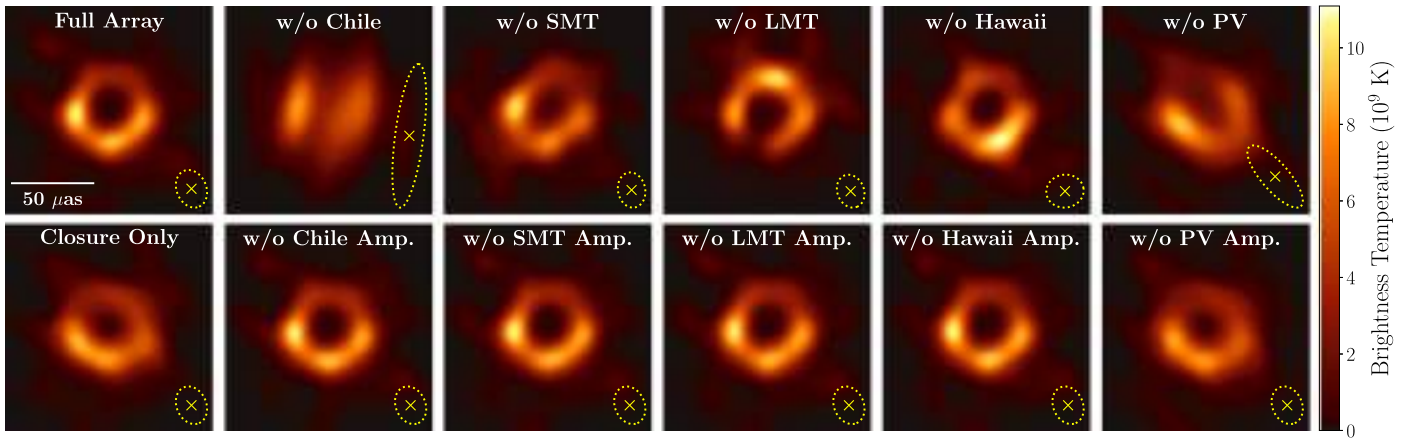 Full Array
w/o Chile
w/o SMT
w/o LMT
w/o Hawaii
w/o PV
50 μas
Closure Only
w/o Chile Amp.
w/o SMT Amp.
w/o LMT Amp.
w/o Hawaii Amp.
w/o PV Amp.
10
8
6
4
2
0
Brightness Temperature (10⁹ K)